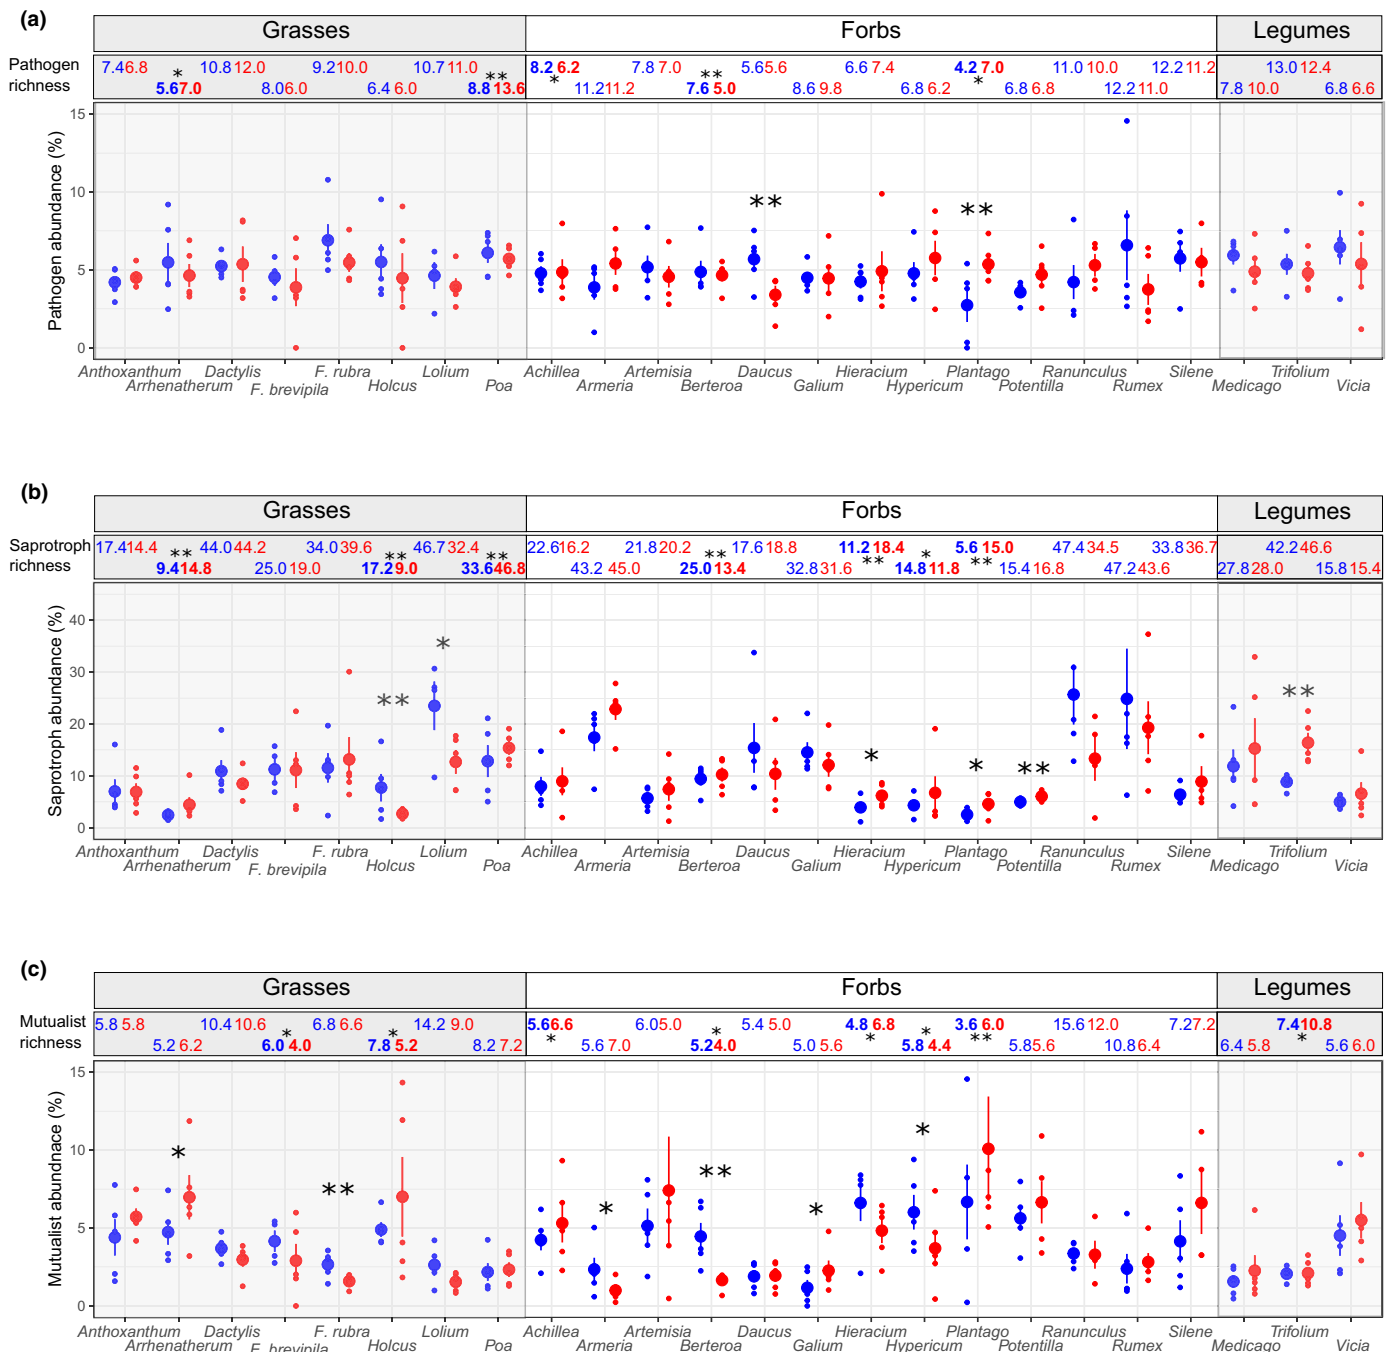 (a)
Grasses Forbs Legumes
Pathogen 7.4 6.8 10.8 12.0 9.2 10.0 10.7 11.0 8.2 6.2 7.8 7.0 5.6 5.6 6.6 7.4 4.2 7.0 11.0 10.0 12.2 11.2 13.0 12.4
* ** * ** *
richness 5.6 7.0 8.0 6.0 6.4 6.0 8.8 13.6 11.2 11.2 7.6 5.0 8.6 9.8 6.8 6.2 6.8 6.8 12.2 11.0 7.8 10.0 6.8 6.6
Pathogen abundance (%)
15
10
** **
5
0
Anthoxanthum Dactylis F. rubra Lolium Achillea Artemisia Daucus Hieracium Plantago Ranunculus Silene Trifolium
Arrhenatherum F. brevipila Holcus Poa Armeria Berteroa Galium Hypericum Potentilla Rumex Medicago Vicia
(b)
Grasses Forbs Legumes
Saprotroph 17.4 14.4 44.0 44.2 34.0 39.6 46.7 32.4 22.6 16.2 21.8 20.2 17.6 18.8 11.2 18.4 5.6 15.0 47.4 34.5 33.8 36.7 42.2 46.6
** ** ** ** ** * **
richness 9.4 14.8 25.0 19.0 17.2 9.0 33.6 46.8 43.2 45.0 25.0 13.4 32.8 31.6 14.8 11.8 15.4 16.8 47.2 43.6 27.8 28.0 15.8 15.4
Saprotroph abundance (%)
40
*
30
** **
20
* * **
10
0
Anthoxanthum Dactylis F. rubra Lolium Achillea Artemisia Daucus Hieracium Plantago Ranunculus Silene Trifolium
Arrhenatherum F. brevipila Holcus Poa Armeria Berteroa Galium Hypericum Potentilla Rumex Medicago Vicia
(c)
Grasses Forbs Legumes
Mutualist 5.8 5.8 10.4 10.6 6.8 6.6 14.2 9.0 5.6 6.6 6.0 5.0 5.4 5.0 4.8 6.8 3.6 6.0 15.6 12.0 7.2 7.2 7.4 10.8
* * * * * * ** *
richness 5.2 6.2 6.0 4.0 7.8 5.2 8.2 7.2 5.6 7.0 5.2 4.0 5.0 5.6 5.8 4.4 5.8 5.6 10.8 6.4 6.4 5.8 5.6 6.0
Mutualist abundnace (%)
15
*
10
* ** ** * *
5
0
Anthoxanthum Dactylis F. rubra Lolium Achillea Artemisia Daucus Hieracium Plantago Ranunculus Silene Trifolium
Arrhenatherum F. brevipila Holcus Poa Armeria Berteroa Galium Hypericum Potentilla Rumex Medicago Vicia